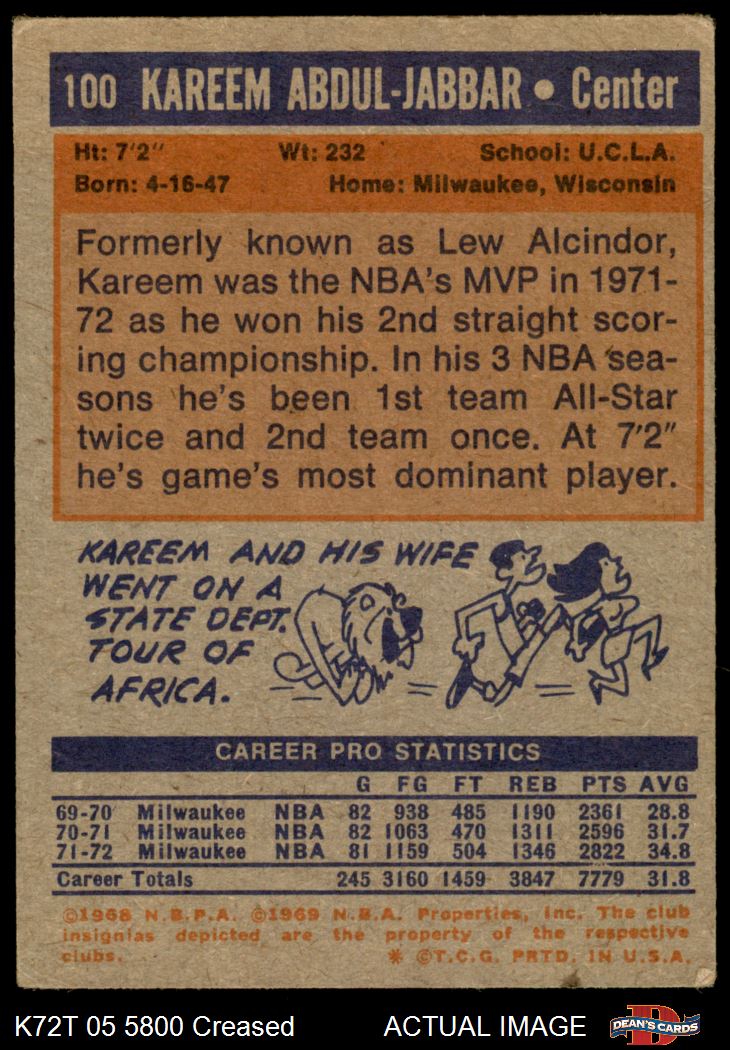 100 KAREEM ABDUL-JABBAR • Center
Ht: 7'2" Wt: 232 School: U.C.L.A.
Born: 4-16-47 Home: Milwaukee, Wisconsin
Formerly known as Lew Alcindor,
Kareem was the NBA's MVP in 1971-
72 as he won his 2nd straight scor-
ing championship. In his 3 NBA sea-
sons he's been 1st team All-Star
twice and 2nd team once. At 7'2"
he's game's most dominant player.
KAREEM AND HIS WIFE
WENT ON A
STATE DEPT.
TOUR OF
AFRICA.
CAREER PRO STATISTICS
G FG FT REB PTS AVG
69-70 Milwaukee NBA 82 938 485 1190 2361 28.8
70-71 Milwaukee NBA 82 1063 470 1311 2596 31.7
71-72 Milwaukee NBA 81 1159 504 1346 2822 34.8
Career Totals 245 3160 1459 3847 7779 31.8
©1968 N.B.P.A. ©1969 N.B.A. Properties, Inc. The club
insignias depicted are the property of the respective
clubs. * ©T.C.G. PRTD. IN U.S.A.
K72T 05 5800 Creased ACTUAL IMAGE D DEAN'S CARDS